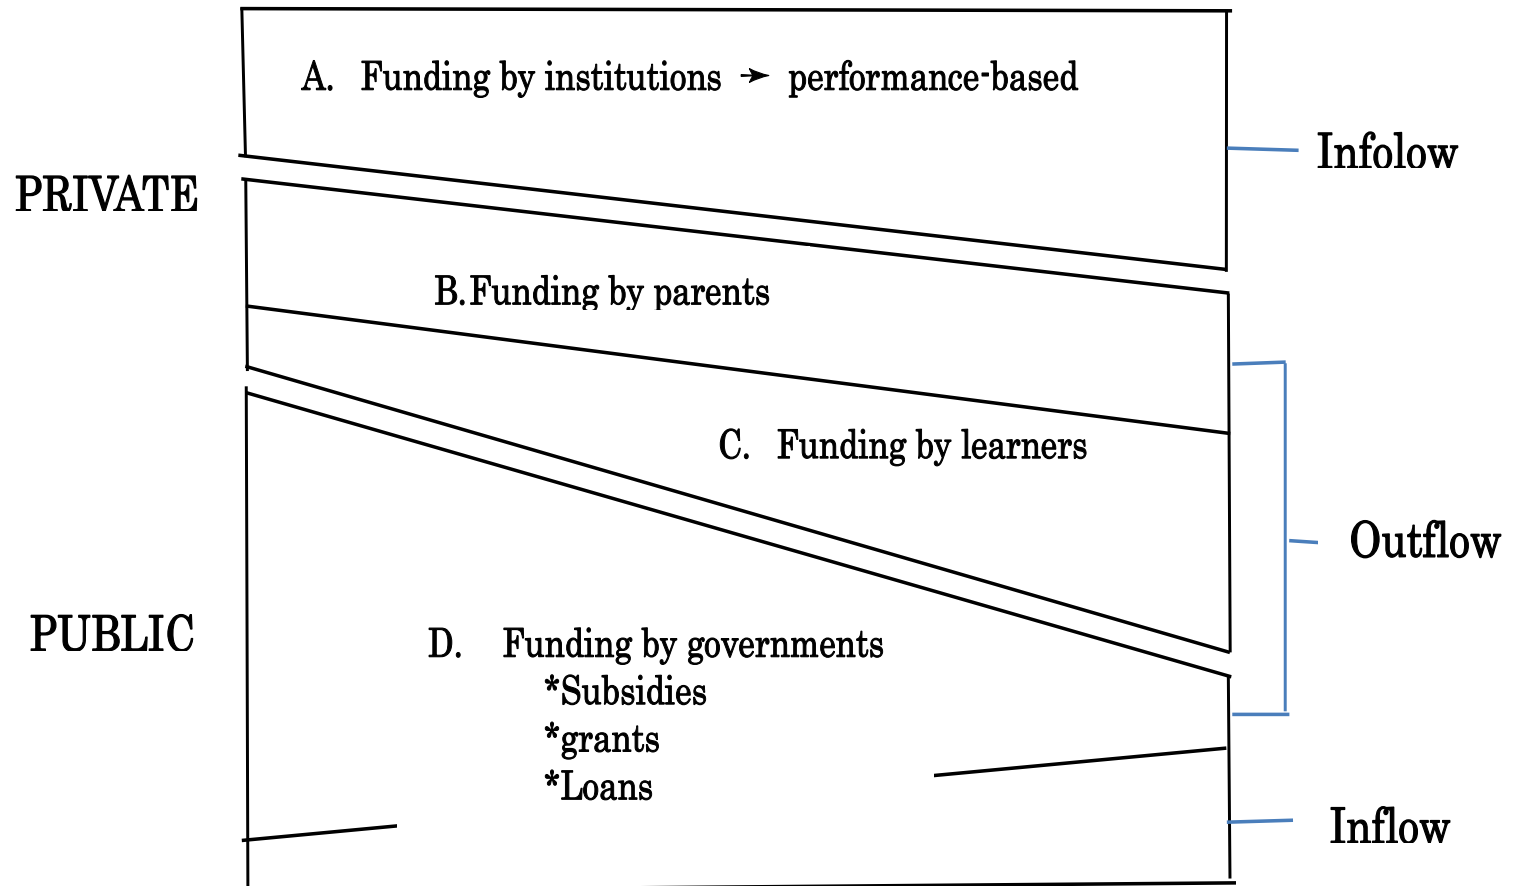 A. Funding by institutions → performance-based
Infolow
PRIVATE
B. Funding by parents
C. Funding by learners
Outflow
PUBLIC
D. Funding by governments
*Subsidies
*grants
*Loans
Inflow